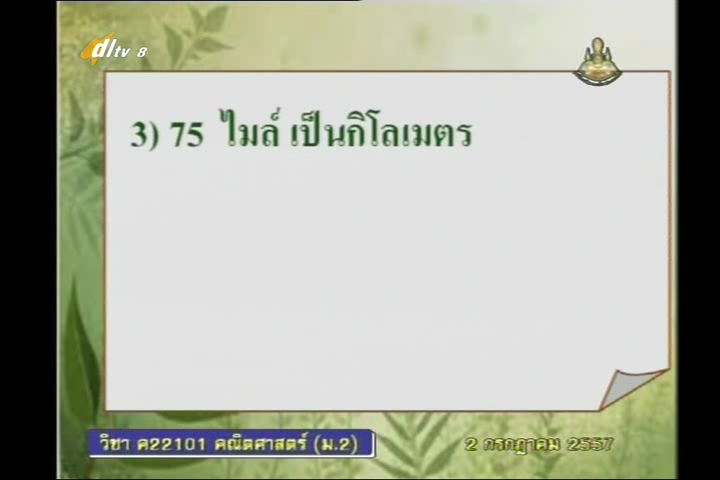 dltv 8
3) 75 ไมล์ เป็นกิโลเมตร
วิชา ค22101 คณิตศาสตร์ (ม.2)
2 กรกฎาคม 2557